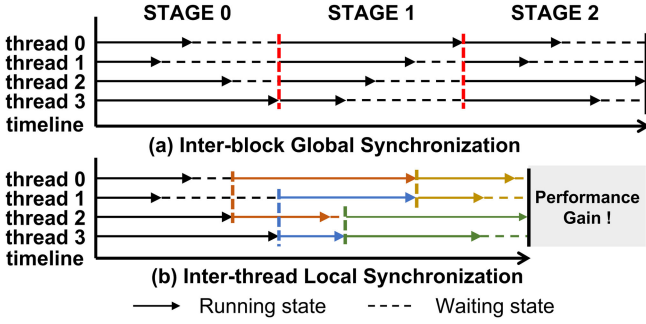 STAGE 0 STAGE 1 STAGE 2
thread 0
thread 1
thread 2
thread 3
timeline
(a) Inter-block Global Synchronization
thread 0
thread 1
thread 2
thread 3
timeline
Performance
Gain !
(b) Inter-thread Local Synchronization
Running state Waiting state